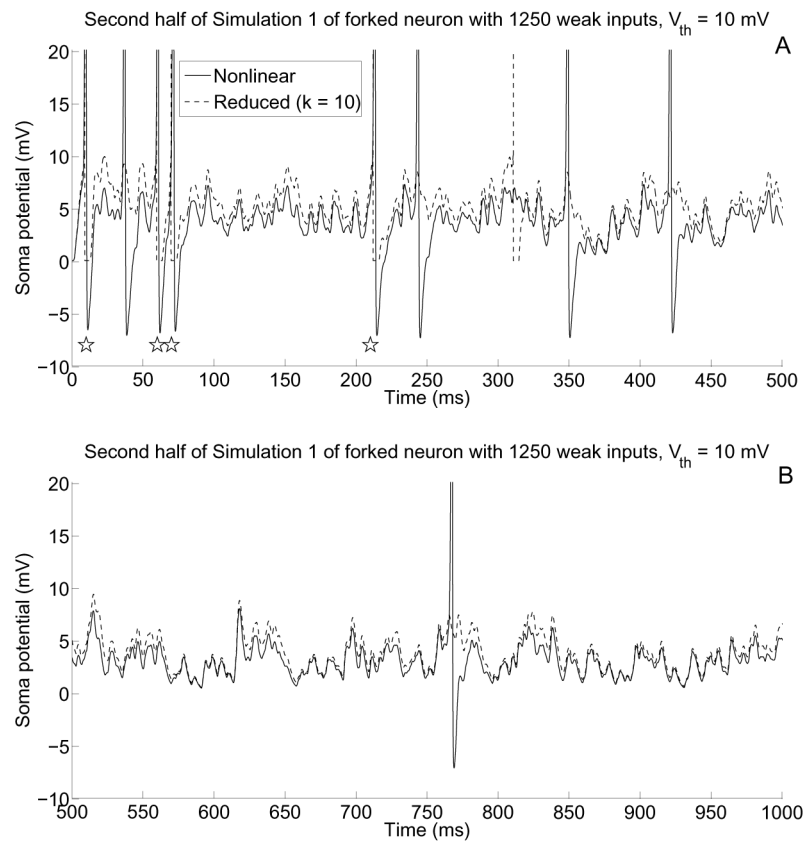 Second half of Simulation 1 of forked neuron with 1250 weak inputs, Vth = 10 mV
A
20
15
10
5
0
−5
−10
Soma potential (mV)
Nonlinear
Reduced (k = 10)
0 50 100 150 200 250 300 350 400 450 500
Time (ms)
Second half of Simulation 1 of forked neuron with 1250 weak inputs, Vth = 10 mV
B
20
15
10
5
0
−5
−10
Soma potential (mV)
500 550 600 650 700 750 800 850 900 950 1000
Time (ms)